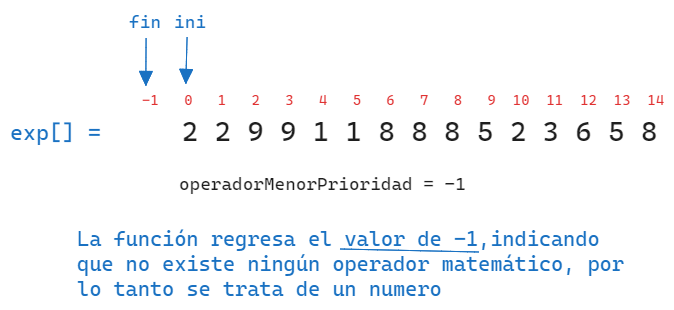 fin ini
-1 0 1 2 3 4 5 6 7 8 9 10 11 12 13 14
exp[] = 2 2 9 9 1 1 8 8 8 5 2 3 6 5 8
operadorMenorPrioridad = -1
La función regresa el valor de -1,indicando
que no existe ningún operador matemático, por
lo tanto se trata de un numero